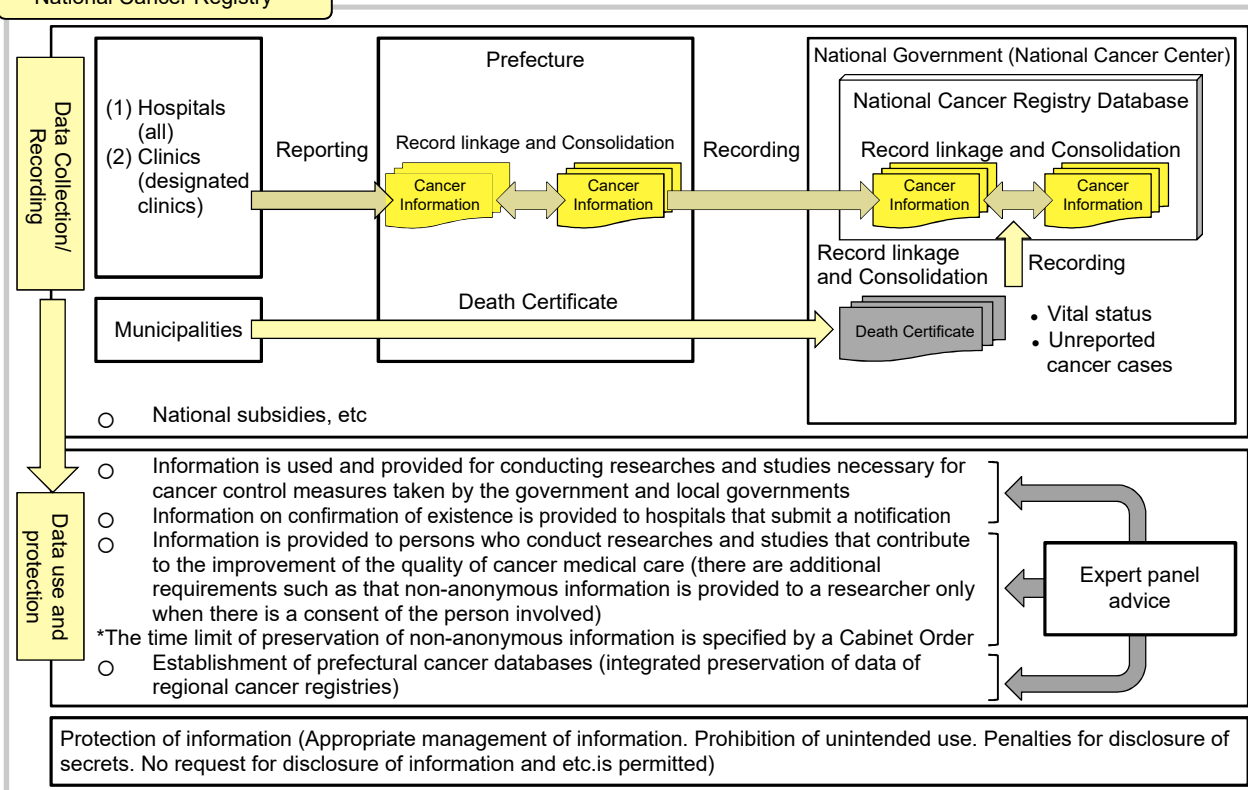 National Cancer Registry
Data Collection/
Recording
(1) Hospitals
(all)
(2) Clinics
(designated
clinics)
Reporting
Prefecture
Record linkage and Consolidation
Cancer
Information
Cancer
Information
Recording
National Government (National Cancer Center)
National Cancer Registry Database
Record linkage and Consolidation
Cancer
Information
Cancer
Information
Record linkage
and Consolidation
Recording
Municipalities
Death Certificate
Death Certificate
• Vital status
• Unreported
cancer cases
○ National subsidies, etc
Data use and
protection
○ Information is used and provided for conducting researches and studies necessary for
cancer control measures taken by the government and local governments
○ Information on confirmation of existence is provided to hospitals that submit a notification
○ Information is provided to persons who conduct researches and studies that contribute
to the improvement of the quality of cancer medical care (there are additional
requirements such as that non-anonymous information is provided to a researcher only
when there is a consent of the person involved)
*The time limit of preservation of non-anonymous information is specified by a Cabinet Order
○ Establishment of prefectural cancer databases (integrated preservation of data of
regional cancer registries)
Expert panel
advice
Protection of information (Appropriate management of information. Prohibition of unintended use. Penalties for disclosure of
secrets. No request for disclosure of information and etc.is permitted)